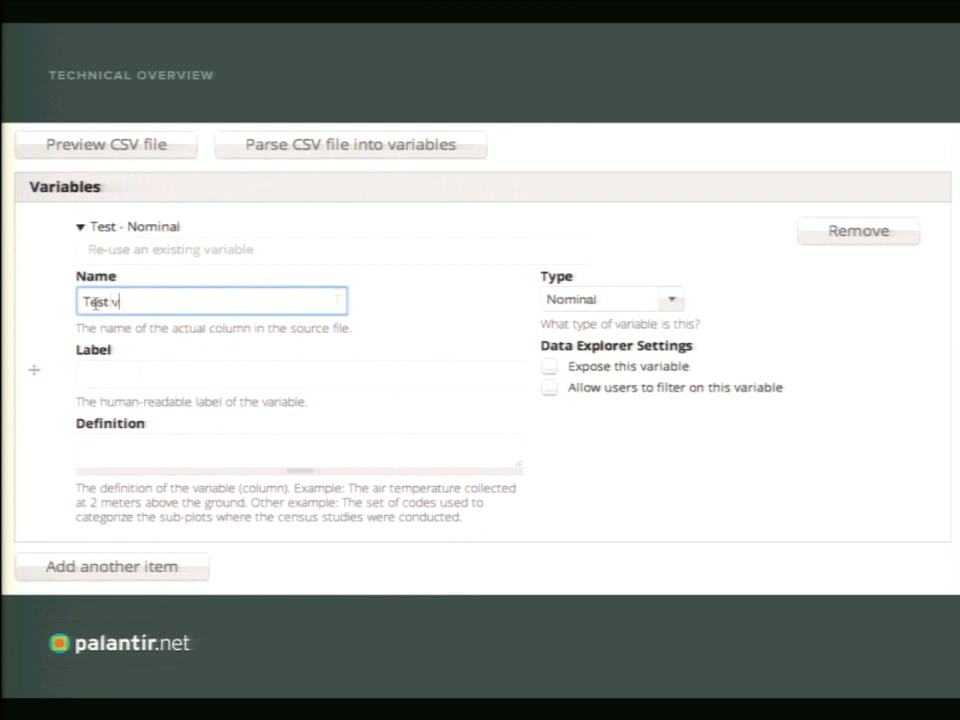 TECHNICAL OVERVIEW
Preview CSV file
Parse CSV file into variables
Variables
Test - Nominal
Remove
Re-use an existing variable
Name
Type
Test v
Nominal
The name of the actual column in the source file.
What type of variable is this?
Label
Data Explorer Settings
Expose this variable
Allow users to filter on this variable
The human-readable label of the variable.
Definition
The definition of the variable (column). Example: The air temperature collected
at 2 meters above the ground. Other example: The set of codes used to
categorize the sub-plots where the census studies were conducted.
Add another item
palantir.net